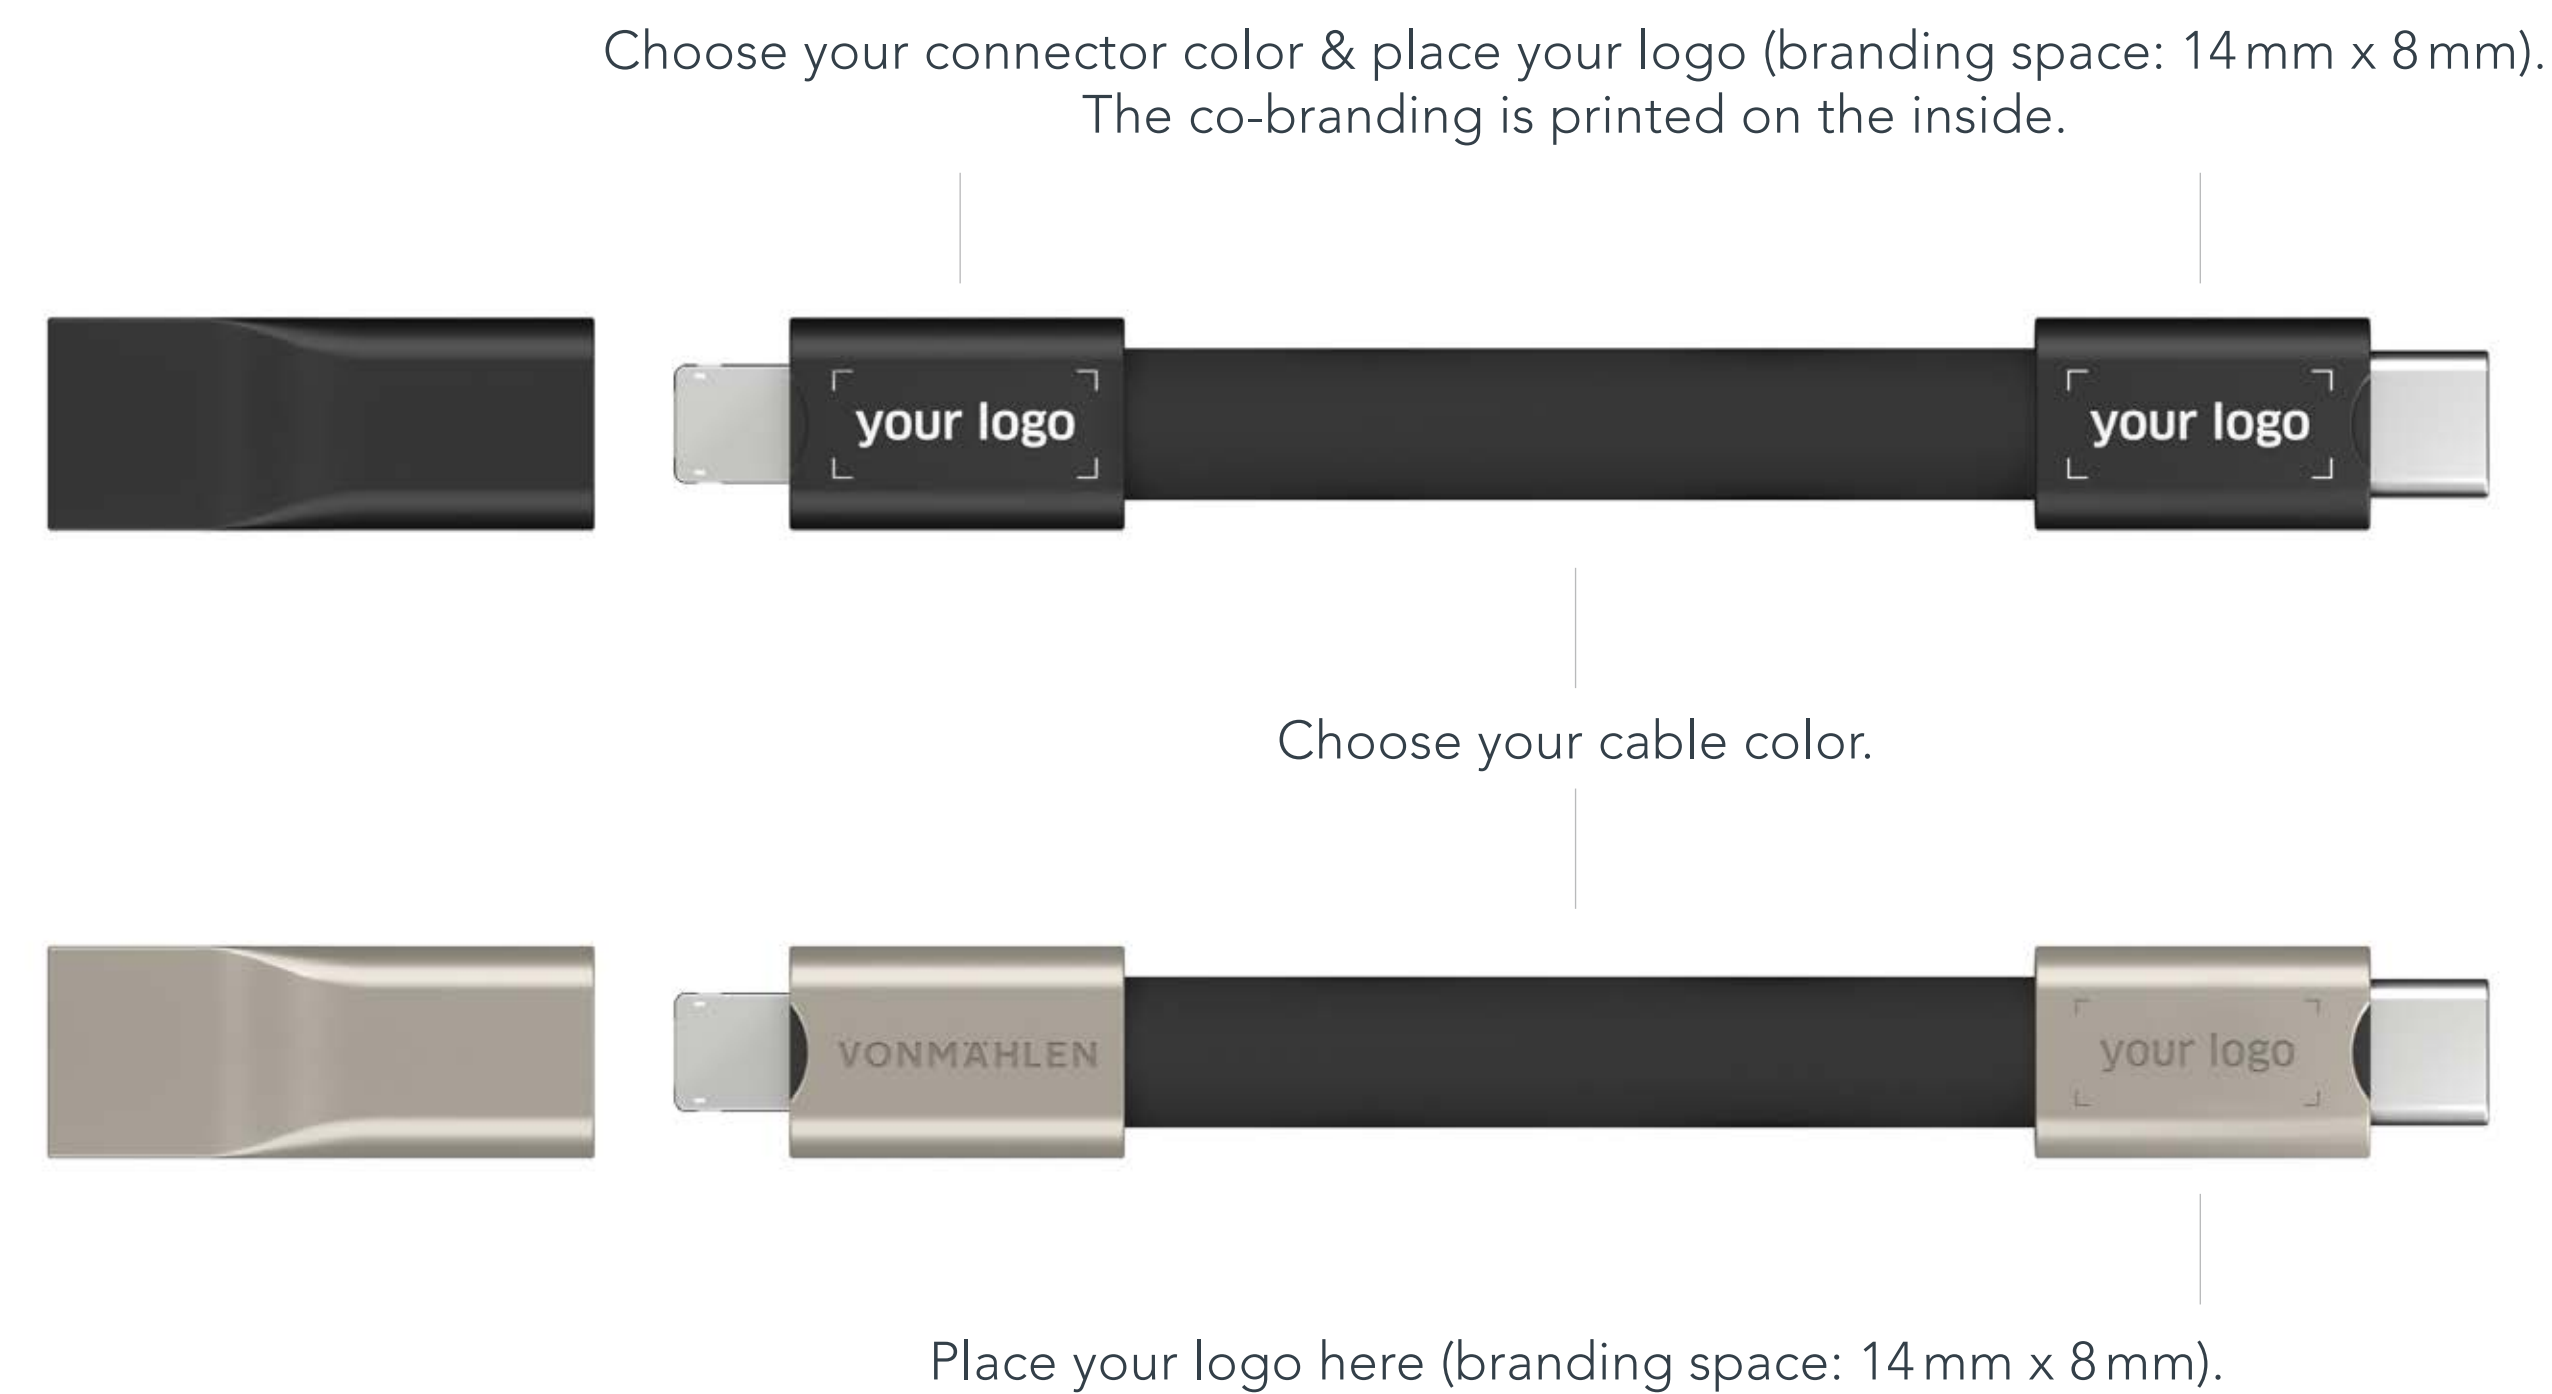 Choose your connector color & place your logo (branding space: 14 mm x 8 mm).
The co-branding is printed on the inside.
your logo
your logo
Choose your cable color.
VONMÄHLEN
your logo
Place your logo here (branding space: 14 mm x 8 mm).